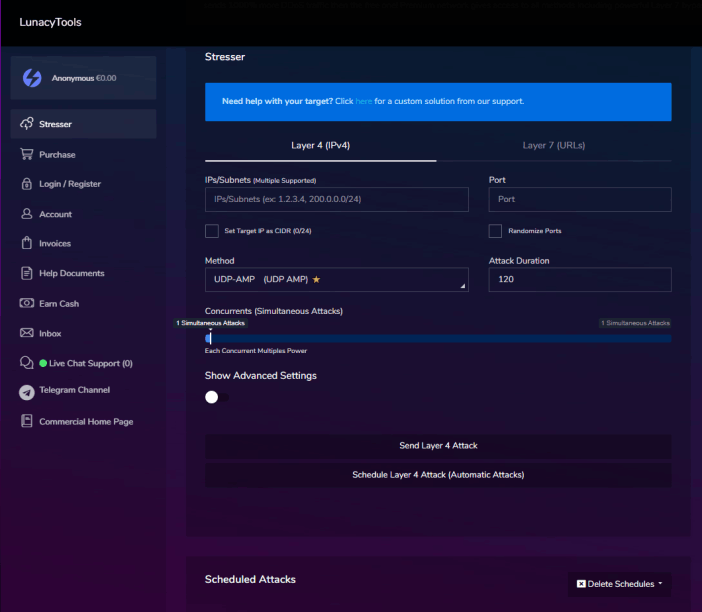 LunacyTools
Anonymous €0.00
Stresser
Purchase
Login / Register
Account
Invoices
Help Documents
Earn Cash
Inbox
Live Chat Support (0)
Telegram Channel
Commercial Home Page
Stresser
Need help with your target? Click here for a custom solution from our support.
Layer 4 (IPv4)
Layer 7 (URLs)
IPs/Subnets (Multiple Supported)
Port
IPs/Subnets (ex: 1.2.3.4, 200.0.0.0/24)
Port
Set Target IP as CIDR (0/24)
Randomize Ports
Method
Attack Duration
UDP-AMP (UDP AMP)
120
Concurrents (Simultaneous Attacks)
1 Simultaneous Attacks
1 Simultaneous Attacks
Each Concurrent Multiples Power
Show Advanced Settings
Send Layer 4 Attack
Schedule Layer 4 Attack (Automatic Attacks)
Scheduled Attacks
Delete Schedules